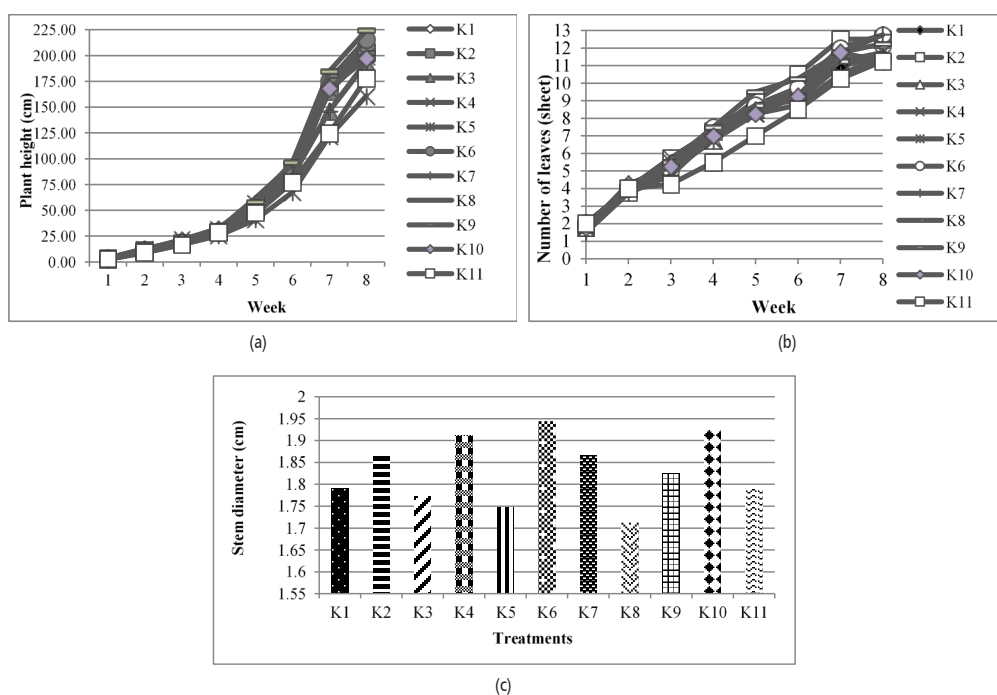 225.00
200.00
175.00
150.00
125.00
100.00
75.00
50.00
25.00
0.00
Plant height (cm)
1 2 3 4 5 6 7 8
Week
K1
K2
K3
K4
K5
K6
K7
K8
K9
K10
K11
(a)
13
12
11
10
9
8
7
6
5
4
3
2
1
0
Number of leaves (sheet)
1 2 3 4 5 6 7 8
Week
K1
K2
K3
K4
K5
K6
K7
K8
K9
K10
K11
(b)
2
1.95
1.9
1.85
1.8
1.75
1.7
1.65
1.6
1.55
Stem diameter (cm)
K1 K2 K3 K4 K5 K6 K7 K8 K9 K10 K11
Treatments
(c)